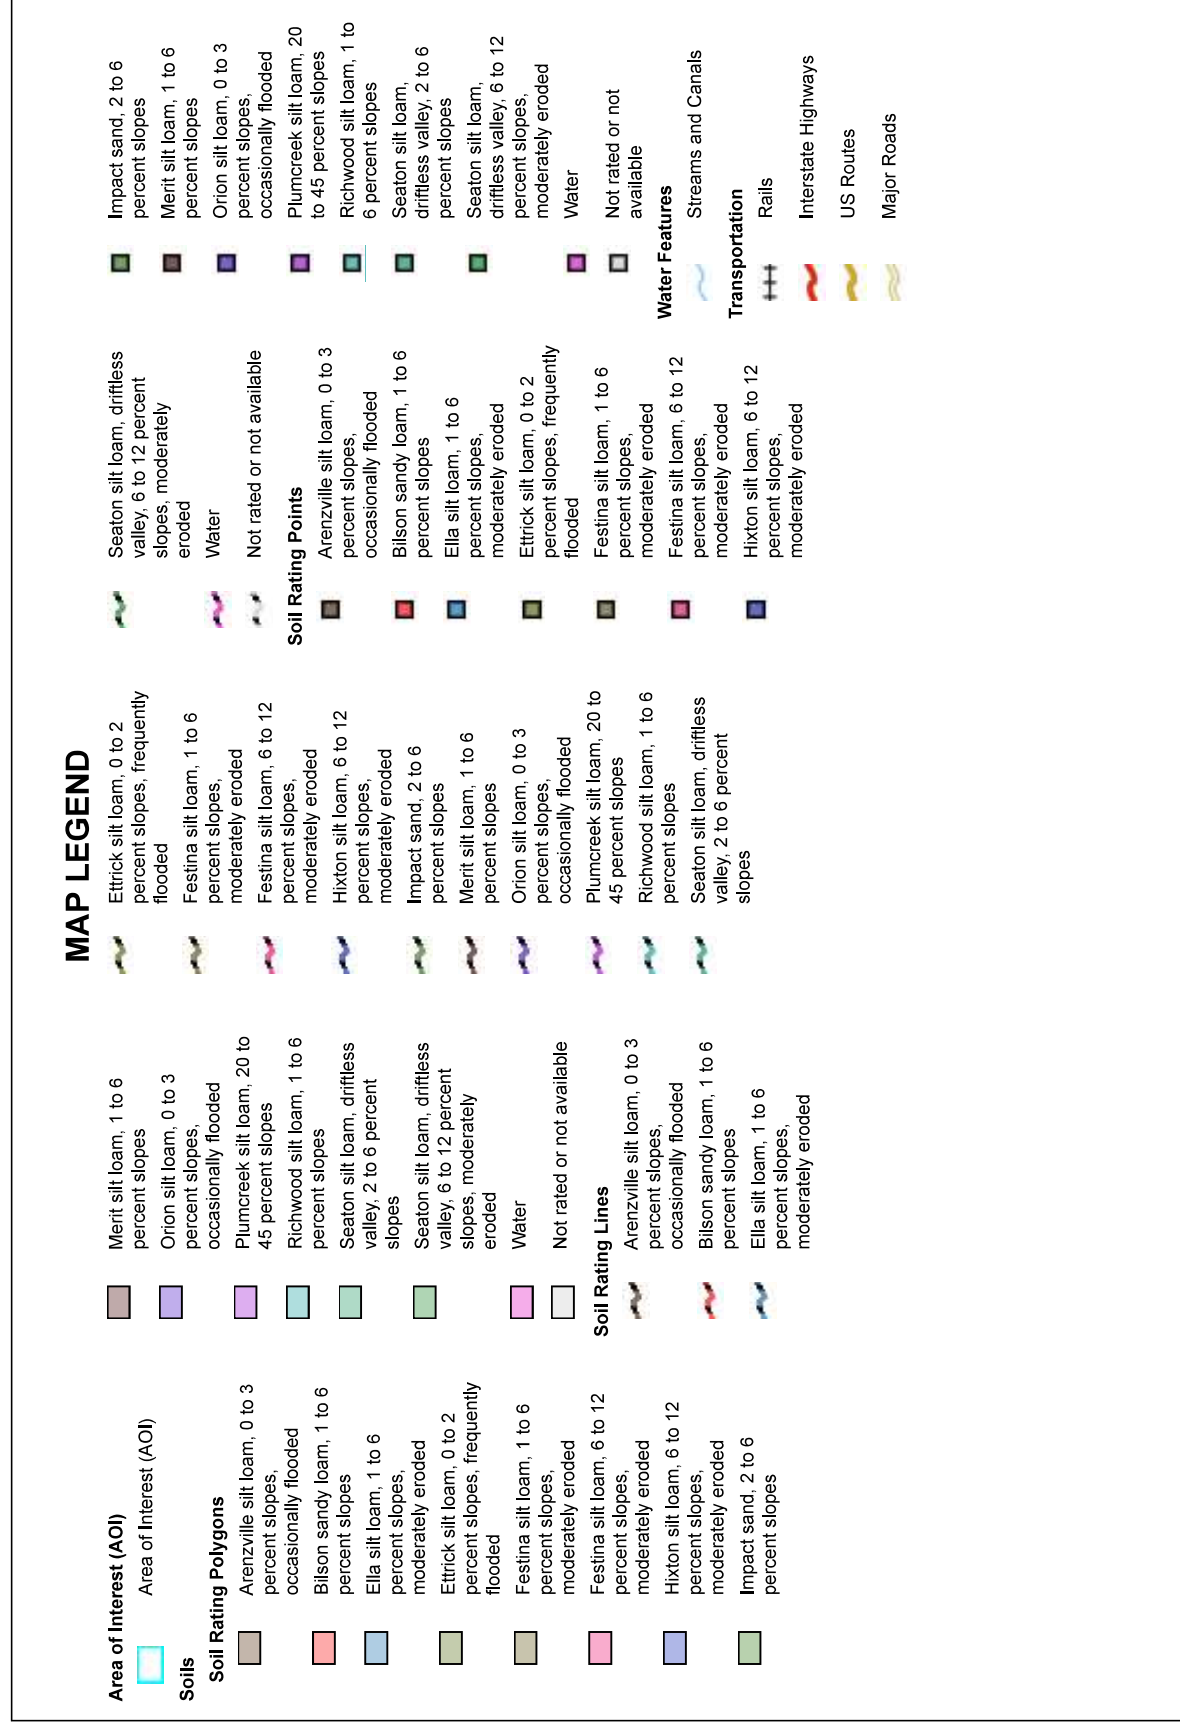 MAP LEGEND
Area of Interest (AOI)
Area of Interest (AOI)
Soils
Soil Rating Polygons
Arenzville silt loam, 0 to 3
percent slopes,
occasionally flooded
Bilson sandy loam, 1 to 6
percent slopes
Ella silt loam, 1 to 6
percent slopes,
moderately eroded
Ettrick silt loam, 0 to 2
percent slopes, frequently
flooded
Festina silt loam, 1 to 6
percent slopes,
moderately eroded
Festina silt loam, 6 to 12
percent slopes,
moderately eroded
Hixton silt loam, 6 to 12
percent slopes,
moderately eroded
Impact sand, 2 to 6
percent slopes
Merit silt loam, 1 to 6
percent slopes
Orion silt loam, 0 to 3
percent slopes,
occasionally flooded
Plumcreek silt loam, 20 to
45 percent slopes
Richwood silt loam, 1 to 6
percent slopes
Seaton silt loam, driftless
valley, 2 to 6 percent
slopes
Seaton silt loam, driftless
valley, 6 to 12 percent
slopes, moderately
eroded
Water
Not rated or not available
Soil Rating Lines
Arenzville silt loam, 0 to 3
percent slopes,
occasionally flooded
Bilson sandy loam, 1 to 6
percent slopes
Ella silt loam, 1 to 6
percent slopes,
moderately eroded
Ettrick silt loam, 0 to 2
percent slopes, frequently
flooded
Festina silt loam, 1 to 6
percent slopes,
moderately eroded
Festina silt loam, 6 to 12
percent slopes,
moderately eroded
Hixton silt loam, 6 to 12
percent slopes,
moderately eroded
Impact sand, 2 to 6
percent slopes
Merit silt loam, 1 to 6
percent slopes
Orion silt loam, 0 to 3
percent slopes,
occasionally flooded
Plumcreek silt loam, 20 to
45 percent slopes
Richwood silt loam, 1 to 6
percent slopes
Seaton silt loam, driftless
valley, 2 to 6 percent
slopes
Seaton silt loam, driftless
valley, 6 to 12 percent
slopes, moderately
eroded
Water
Not rated or not available
Soil Rating Points
Arenzville silt loam, 0 to 3
percent slopes,
occasionally flooded
Bilson sandy loam, 1 to 6
percent slopes
Ella silt loam, 1 to 6
percent slopes,
moderately eroded
Ettrick silt loam, 0 to 2
percent slopes, frequently
flooded
Festina silt loam, 1 to 6
percent slopes,
moderately eroded
Festina silt loam, 6 to 12
percent slopes,
moderately eroded
Hixton silt loam, 6 to 12
percent slopes,
moderately eroded
Impact sand, 2 to 6
percent slopes
Merit silt loam, 1 to 6
percent slopes
Orion silt loam, 0 to 3
percent slopes,
occasionally flooded
Plumcreek silt loam, 20
to 45 percent slopes
Richwood silt loam, 1 to
6 percent slopes
Seaton silt loam,
driftless valley, 2 to 6
percent slopes
Seaton silt loam,
driftless valley, 6 to 12
percent slopes,
moderately eroded
Water
Not rated or not
available
Water Features
Streams and Canals
Transportation
Rails
Interstate Highways
US Routes
Major Roads